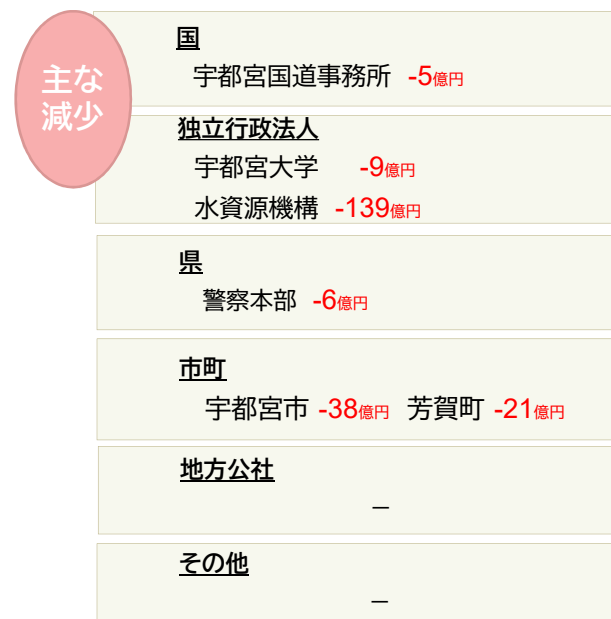 主な
減少
国
宇都宮国道事務所 -5億円
独立行政法人
宇都宮大学 -9億円
水資源機構 -139億円
県
警察本部 -6億円
市町
宇都宮市 -38億円 芳賀町 -21億円
地方公社
―
その他
―